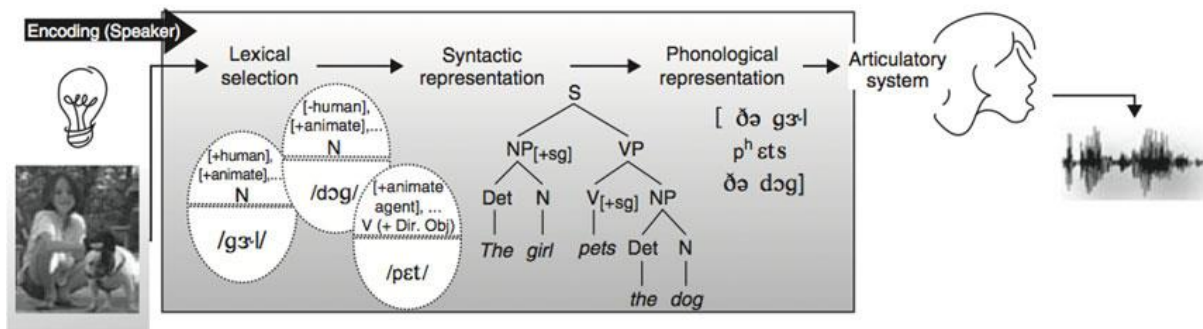 Encoding (Speaker)
Lexical
selection
Syntactic
representation
Phonological
representation
Articulatory
system
[+human],
[+animate],...
N
/gɝl/
[-human],
[+animate],...
N
/dɔg/
[+animate
agent], ...
V (+ Dir. Obj)
/pɛt/
S
NP[+sg] VP
Det N V[+sg] NP
The girl pets Det N
the dog
[ ðə gɝl
pʰ ɛts
ðə dɔg]